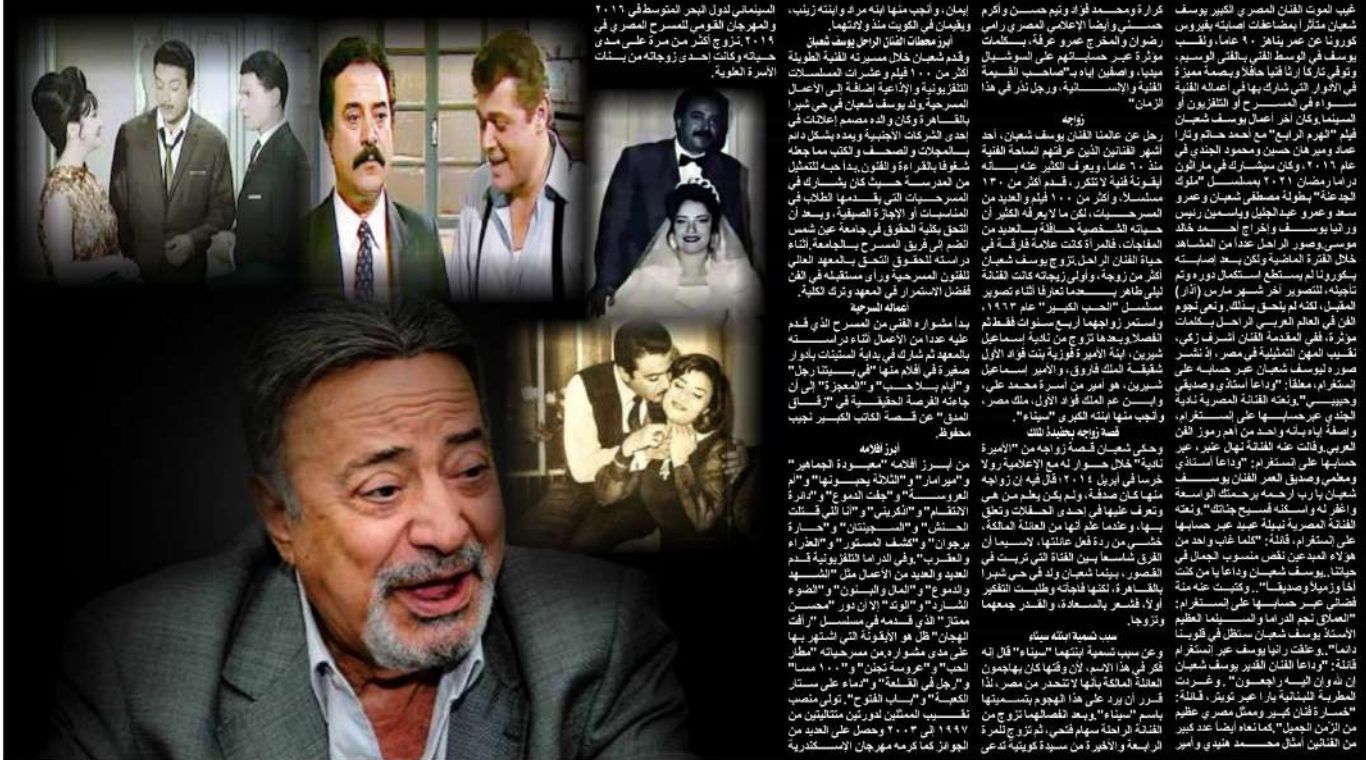 غيب الموت الفنان المصري الكبير يوسف
شعبان متأثراً بمضاعفات إصابته بفيروس
كورونا عن عمر يناهز ٩٠ عاماً، ولقب
يوسف في الوسط الفني بالفتى الوسيم،
وتوفي تاركاً إرثاً فنياً حافلاً وبصمة مميزة
في الأدوار التي شارك بها في أعماله الفنية
سواء في المسرح أو التلفزيون أو
السينما.وكان آخر أعمال يوسف شعبان
فيلم "الهرم الرابع" مع أحمد حاتم وتارا
عماد وميرهان حسين ومحمود الجندي في
عام ٢٠١٦، وكان سيشارك في ماراثون
دراما رمضان ٢٠٢١ بمسلسل "ملوك
الجدعنة" بطولة مصطفى شعبان وعمرو
سعد وعمرو عبدالجليل وياسمين رئيس
ورانيا يوسف وإخراج أحمد خالد
موسى.وصور الراحل عدداً من المشاهد
خلال الفترة الماضية ولكن بعد إصابته
بكورونا لم يستطع استكمال دوره وتم
تأجيله، للتصوير آخر شهر مارس (آذار)
المقبل، لكنه لم يلحق بذلك. ونعى نجوم
الفن في العالم العربي الراحل بكلمات
مؤثرة، ففي المقدمة الفنان أشرف زكي،
نقيب المهن التمثيلية في مصر، إذ نشر
صورة ليوسف شعبان عبر حسابه على
إنستغرام، معلقاً: "وداعاً أستاذي وصديقي
وحبيبي".ونعته الفنانة المصرية نادية
الجندي عبر حسابها على إنستغرام،
واصفة إياه بأنه واحد من أهم رموز الفن
العربي.وقالت عنه الفنانة نهال عنبر، عبر
حسابها على إنستغرام: "وداعاً أستاذي
ومعلمي وصديق العمر الفنان يوسف
شعبان يا رب ارحمه برحمتك الواسعة
واغفر له واسكنه فسيح جناتك".ونعته
الفنانة المصرية نبيلة عبيد عبر حسابها
على إنستغرام، قائلة: "كلما غاب واحد من
هؤلاء المبدعين نقص منسوب الجمال في
حياتنا..يوسف شعبان وداعا يا من كنت
أخا وزميلا وصديقاً".. وكتبت عنه منة
فضالي عبر حسابها على إنستغرام:
"العملاق نجم الدراما والسينما العظيم
الأستاذ يوسف شعبان ستظل في قلوبنا
دائما"..وعلقت رانيا يوسف عبر إنستغرام
قائلة: "وداعا الفنان القدير يوسف شعبان
إن لله وإن إليه راجعون" .وغردت
المطربة اللبنانية يارا عبر تويتر، قائلة:
"خسارة فنان كبير وممثل مصري عظيم
من الزمن الجميل".كما نعاه أيضا عدد كبير
من الفنانين أمثال محمد هنيدي وأمير
كرارة ومحمد فؤاد وتيم حسن وأكرم
حسني وأيضا الإعلامي المصري رامي
رضوان والمخرج عمرو عرفة، بكلمات
مؤثرة عبر حساباتهم على السوشيال
ميديا، واصفين إياه بـ"صاحب القيمة
الفنية والإنسانية، ورجل ندر في هذا
الزمان"
زواجه
رحل عن عالمنا الفنان يوسف شعبان، أحد
أشهر الفنانين الذين عرفتهم الساحة الفنية
منذ ٦٠ عاما، ويعرف الكثير عنه بأنه
أيقونة فنية لا تتكرر، قدم أكثر من ١٣٠
مسلسلاً، وأكثر من ١٠٠ فيلم والعديد من
المسرحيات، لكن ما لا يعرفه الكثير أن
حياته الشخصية حافلة بالعديد من
المفاجآت، فالمرأة كانت علامة فارقة في
حياة الفنان الراحل.تزوج يوسف شعبان
أكثر من زوجة، وأولى زيجاته كانت الفنانة
ليلى طاهر بعدما تعارفا أثناء تصوير
مسلسل "الحب الكبير" عام ١٩٦٣،
واستمر زواجهما أربع سنوات فقط ثم
انفصلا.وبعدها تزوج من نادية إسماعيل
شيرين، ابنة الأميرة فوزية بنت فؤاد الأول
شقيقة الملك فاروق، والأمير إسماعيل
شيرين، هو أمير من أسرة محمد علي،
وابن عم الملك فؤاد الأول، ملك مصر،
وأنجب منها ابنته الكبرى "سيناء".
قصة زواجه بحفيدة الملك
وحكى شعبان قصة زواجه من "الأميرة
نادية" خلال حوار له مع الإعلامية رولا
خرسا في أبريل ٢٠١٤ قال فيه إن زواجه
منها كان صدفة، ولم يكن يعلم من هي
وتعرف عليها في إحدى الحفلات وتعلق
بها، وعندما علم أنها من العائلة المالكة،
خشي من ردة فعل عائلتها، لاسيما أن
الفرق شاسعا بين الفتاة التي تربت في
القصور، بينما شعبان ولد في حي شبرا
بالقاهرة، لكنها فاجأته وطلبت التفكير
أولا، فشعر بالسعادة، والقدر جمعهما
وتزوجا.
سبب تسمية ابنته سيناء
وعن سبب تسمية ابنتهما "سيناء" قال إنه
فكر في هذا الاسم، لأن وقتها كان يهاجمون
العائلة المالكة بأنها لا تنحدر من مصر، لذا
قرر أن يرد على هذا الهجوم بتسميتها
باسم "سيناء".وبعد انفصالهما تزوج من
الفنانة الراحلة سهام فتحي، ثم تزوج للمرة
الرابعة والأخيرة من سيدة كويتية تدعى
إيمان، وأنجب منها ابنه مراد وابنته زينب،
ويقيمان في الكويت منذ ولادتهما.
أبرز محطات الفنان الراحل يوسف شعبان
وقدم شعبان خلال مسيرته الفنية الطويلة
أكثر من ١٠٠ فيلم وعشرات المسلسلات
التلفزيونية والإذاعية إضافة إلى الأعمال
المسرحية.ولد يوسف شعبان في حي شبرا
بالقاهرة وكان والده مصمم إعلانات في
إحدى الشركات الأجنبية ويمده بشكل دائم
بالمجلات والصحف والكتب مما جعله
شغوفا بالقراءة والفنون.بدأ حبه للتمثيل
من المدرسة حيث كان يشارك في
المسرحيات التي يقدمها الطلاب في
المناسبات أو الإجازة الصيفية، وبعد أن
التحق بكلية الحقوق في جامعة عين شمس
انضم إلى فريق المسرح بالجامعة.أثناء
دراسته للحقوق التحق بالمعهد العالي
للفنون المسرحية ورأى مستقبله في الفن
ففضل الاستمرار في المعهد وترك الكلية.
أعماله المسرحية
بدأ مشواره الفني من المسرح الذي قدم
عليه عددا من الأعمال أثناء دراسته
بالمعهد ثم شارك في بداية الستينات بأدوار
صغيرة في أفلام منها "في بيتنا رجل"
و"أيام بلا حب" و"المعجزة" إلى أن
جاءته الفرصة الحقيقية في "زقاق
المدق" عن قصة الكاتب الكبير نجيب
محفوظ.
أبرز أفلامه
من أبرز أفلامه "معبودة الجماهير"
و"ميرامار" و"الثلاثة يحبونها" و"أم
العروسة" و"جفت الدموع" و"دائرة
الانتقام" و"اذكريني" و"أنا اللي قتلت
الحنش" و"السجينتان" و"حارة
برجوان" و"كشف المستور" و"العذراء
والعقرب".وفي الدراما التلفزيونية قدم
العديد والعديد من الأعمال مثل "الشهد
والدموع" و"المال والبنون" و"الضوء
الشارد" و"الوتد" إلا أن دور "محسن
ممتاز" الذي قدمه في مسلسل "رأفت
الهجان" ظل هو الأيقونة التي اشتهر بها
على مدى مشواره.من مسرحياته "مطار
الحب" و"عروسة تجنن" و"١٠٠ مسا"
و"رجل في القلعة" و"دماء على ستار
الكعبة" و"باب الفتوح". تولى منصب
نقيب الممثلين لدورتين متتاليتين من
١٩٩٧ إلى ٢٠٠٣ وحصل على العديد من
الجوائز كما كرمه مهرجان الإسكندرية
السينمائي لدول البحر المتوسط في ٢٠١٦
والمهرجان القومي للمسرح المصري في
٢٠١٩.تزوج أكثر من مرة على مدى
حياته وكانت إحدى زوجاته من بنات
الأسرة العلوية.